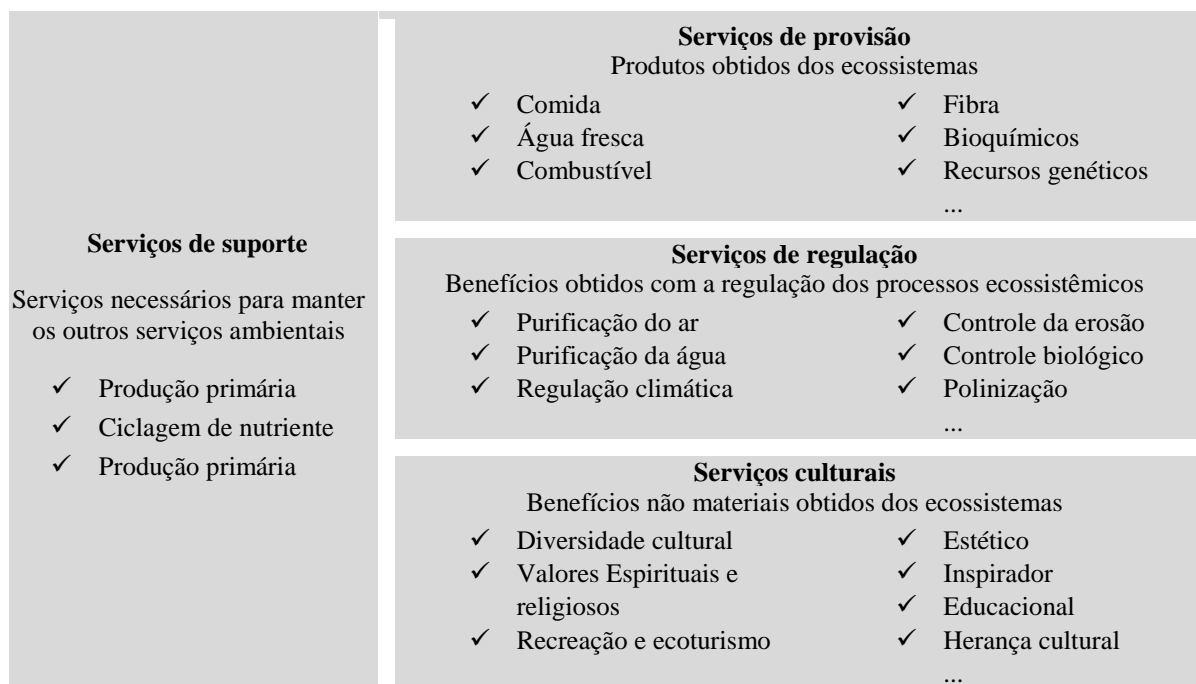 Serviços de suporte
Serviços necessários para manter
os outros serviços ambientais
✓ Produção primária
✓ Ciclagem de nutriente
✓ Produção primária
Serviços de provisão
Produtos obtidos dos ecossistemas
✓ Comida
✓ Água fresca
✓ Combustível
✓ Fibra
✓ Bioquímicos
✓ Recursos genéticos
...
Serviços de regulação
Benefícios obtidos com a regulação dos processos ecossistêmicos
✓ Purificação do ar
✓ Purificação da água
✓ Regulação climática
✓ Controle da erosão
✓ Controle biológico
✓ Polinização
...
Serviços culturais
Benefícios não materiais obtidos dos ecossistemas
✓ Diversidade cultural
✓ Valores Espirituais e
religiosos
✓ Recreação e ecoturismo
✓ Estético
✓ Inspirador
✓ Educacional
✓ Herança cultural
...